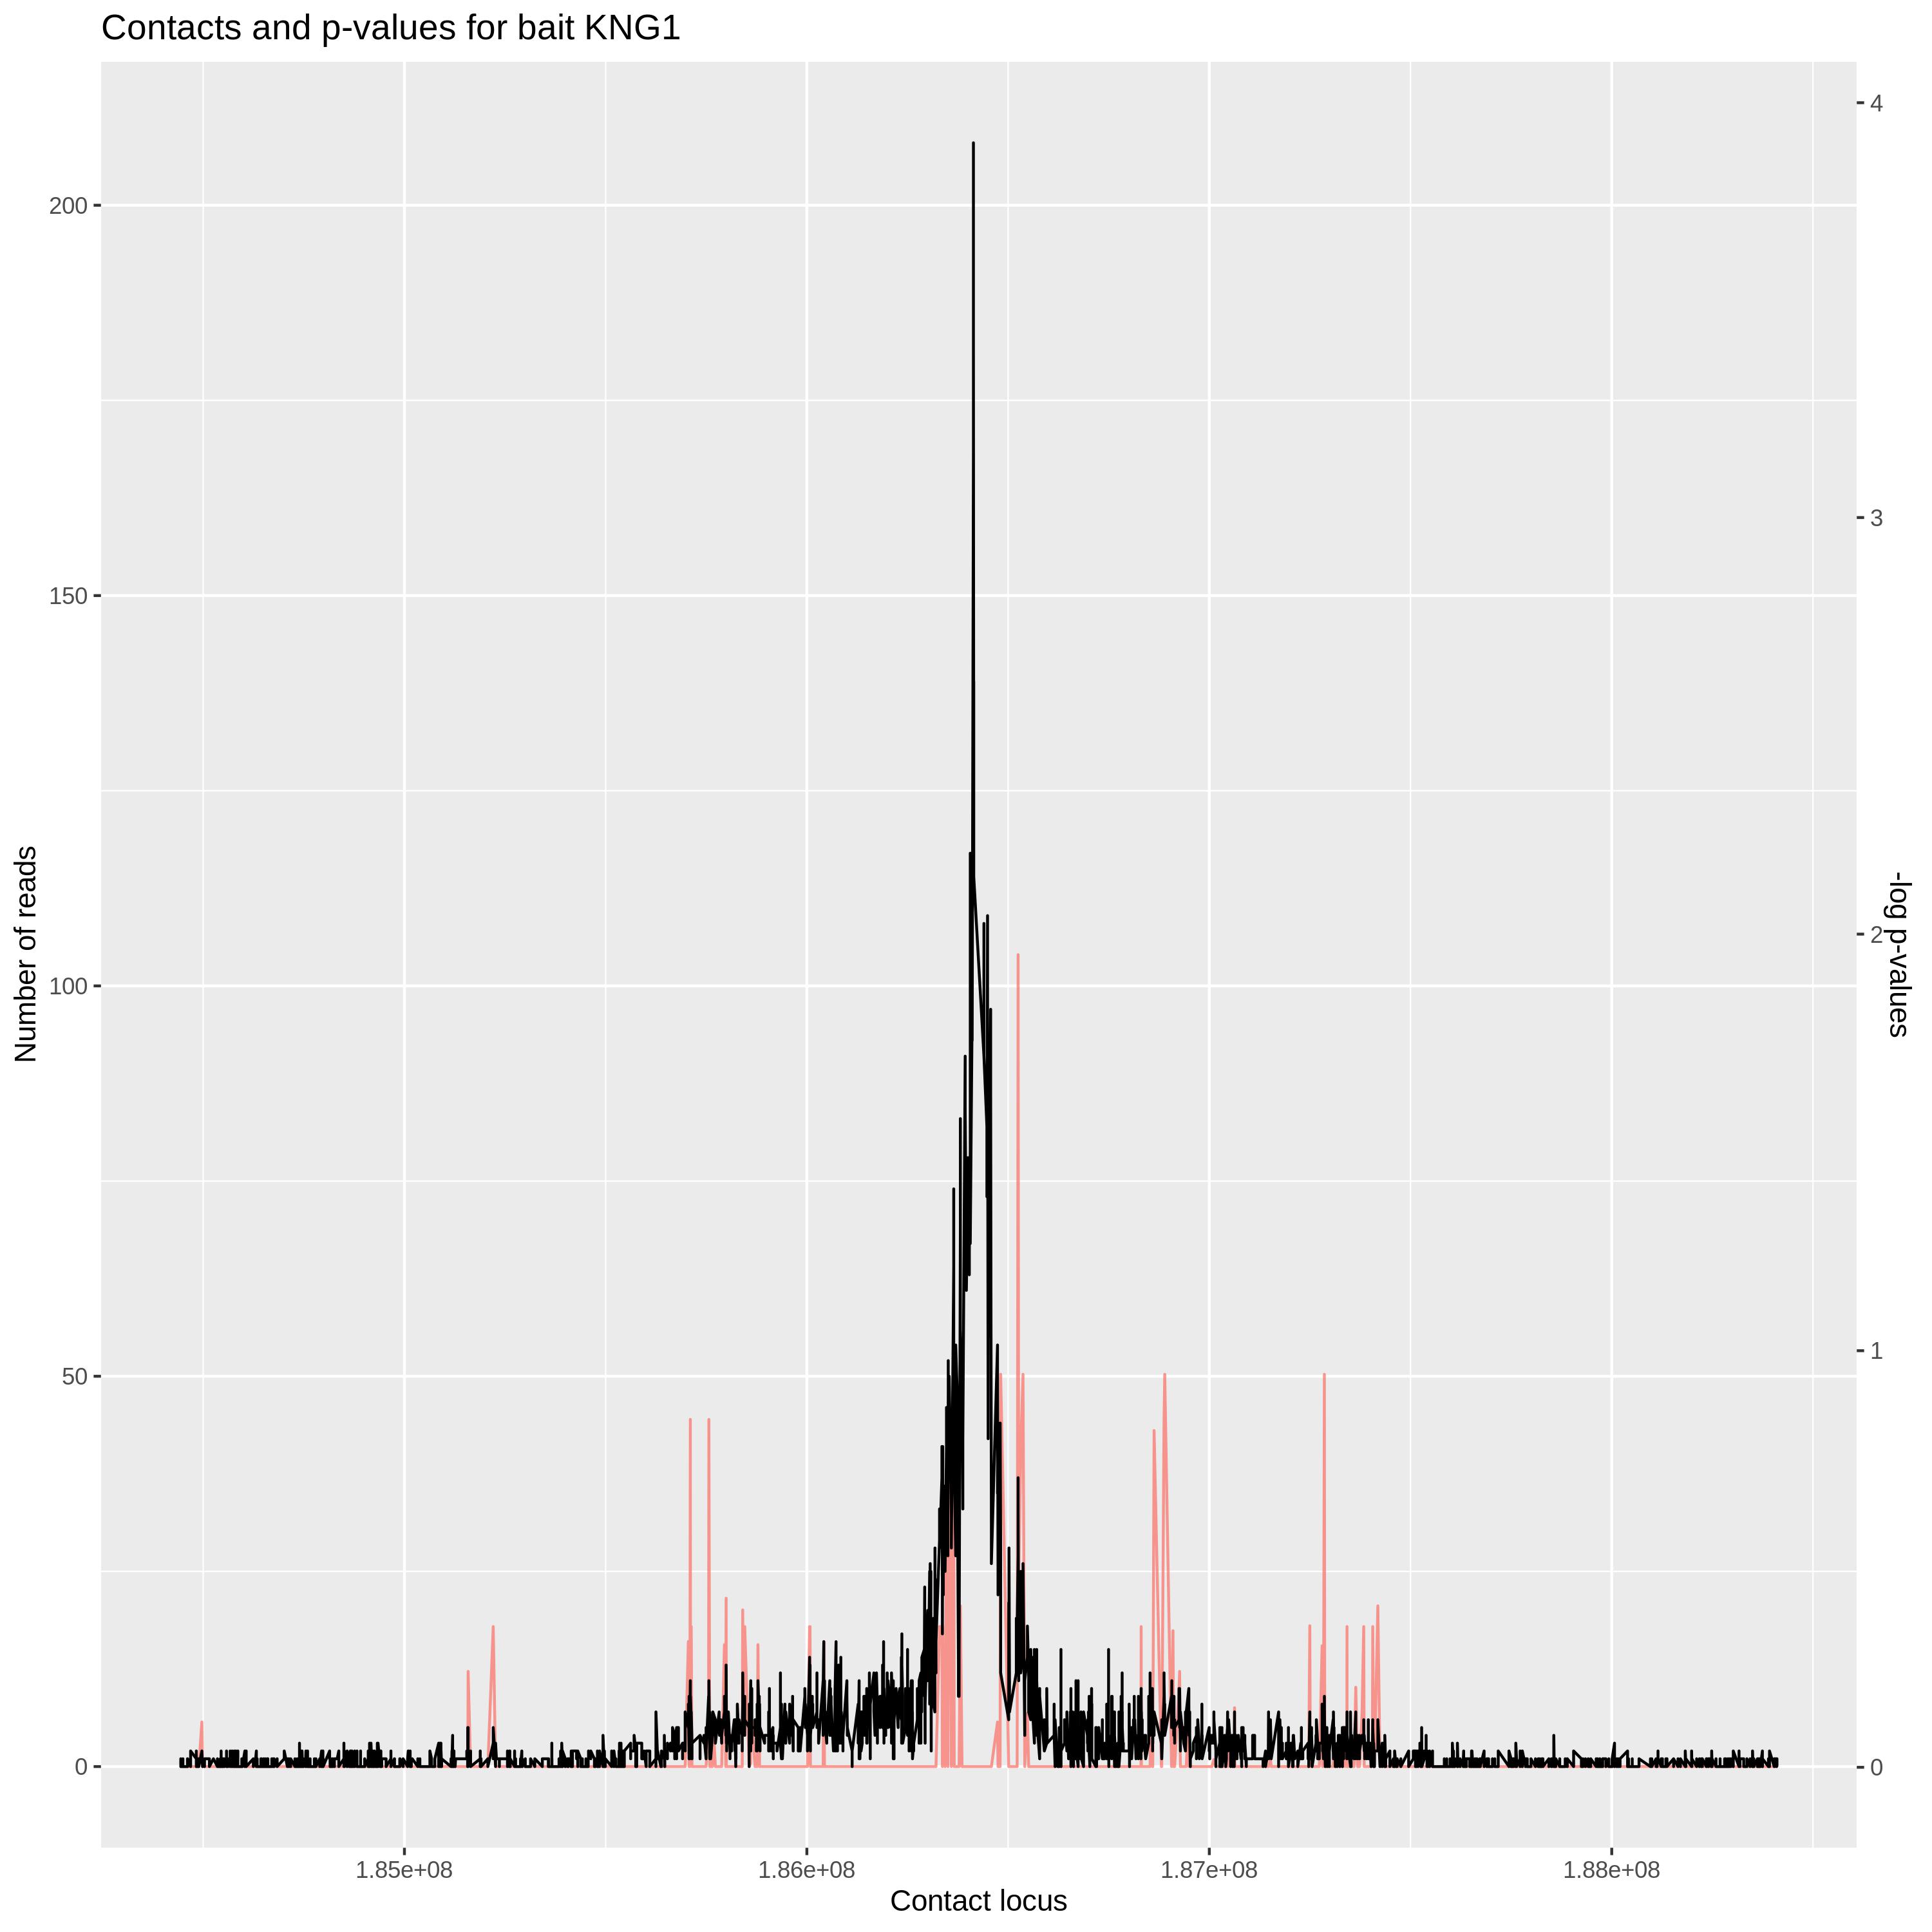 Contacts and p-values for bait KNG1
Number of reads
200
150
100
50
0
4
3
2
1
0
-log p-values
1.85e+08
1.86e+08
1.87e+08
1.88e+08
Contact locus